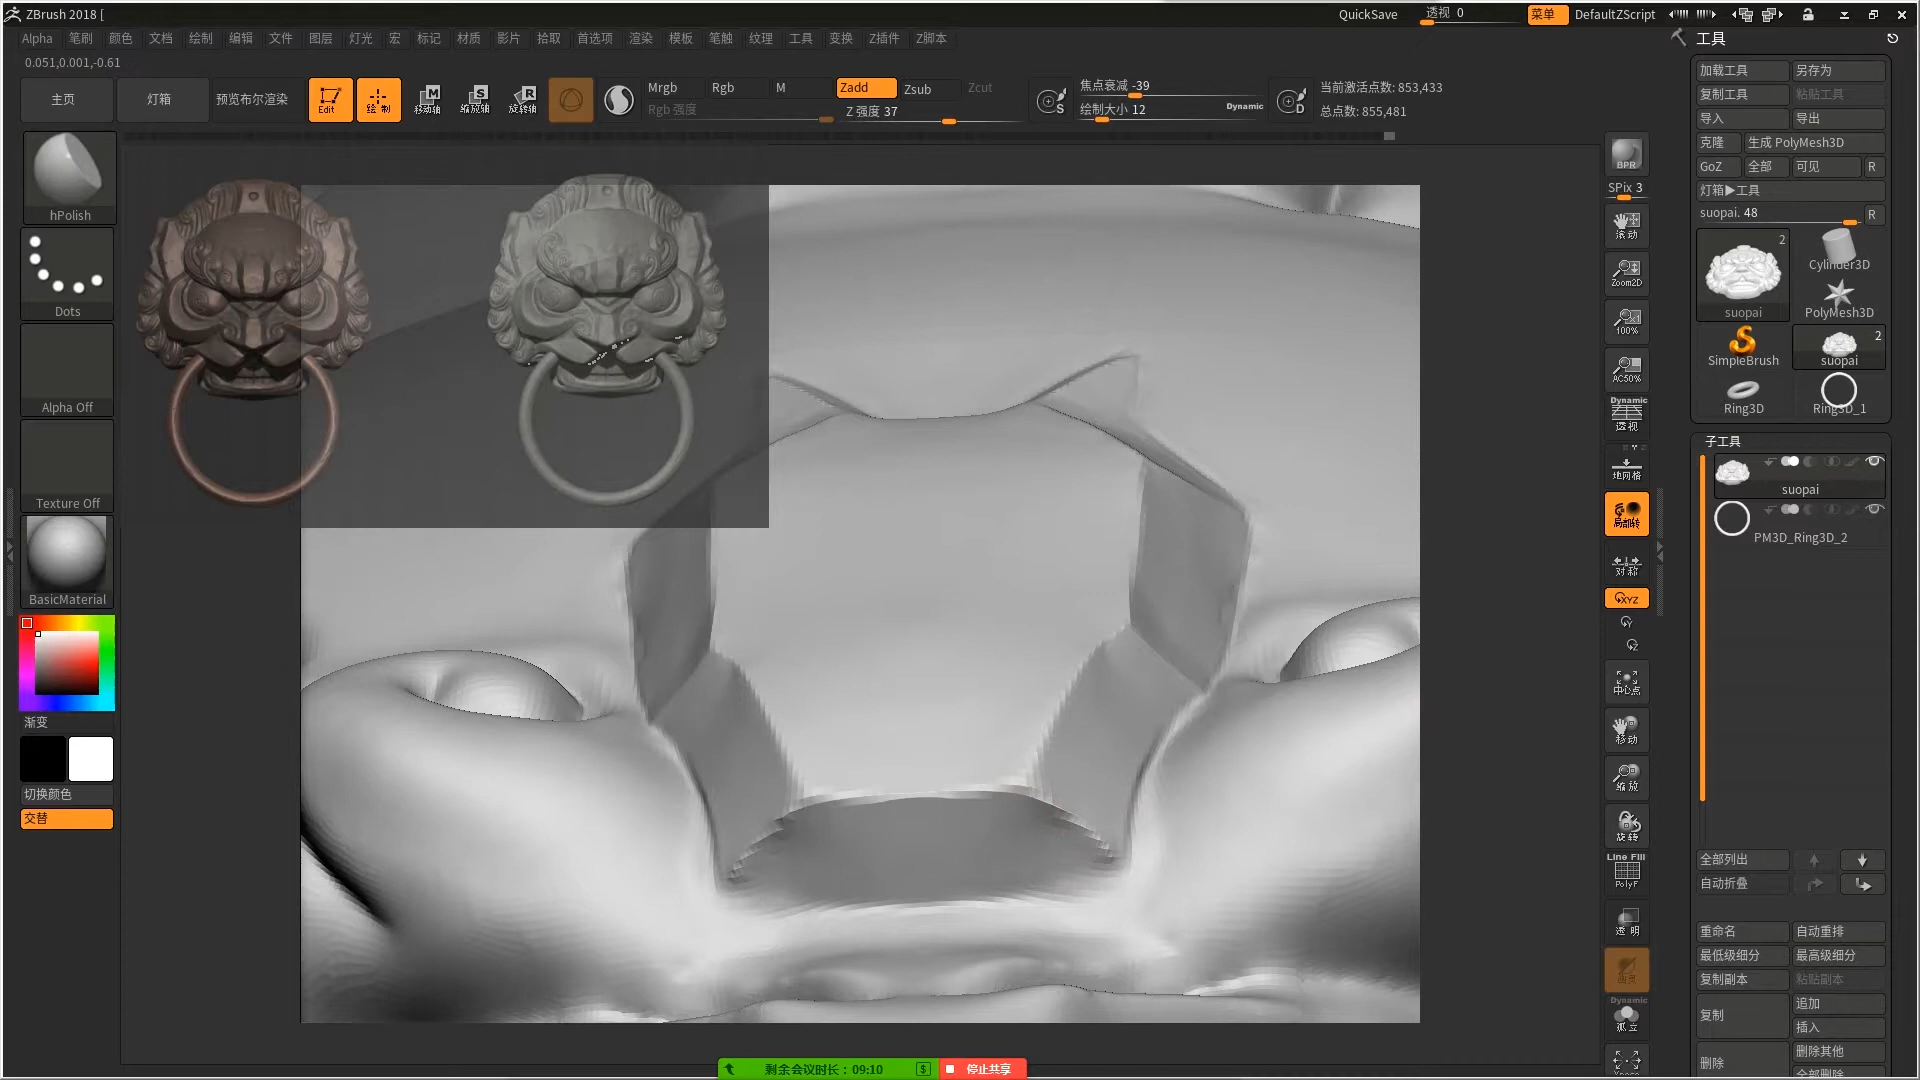 ZBrush 2018 [
QuickSave
透视 0
菜单
DefaultZScript
Alpha 笔刷 颜色 文档 绘制 编辑 文件 图层 灯光 宏 标记 材质 影片 拾取 首选项 渲染 模板 笔触 纹理 工具 变换 Z插件 Z脚本
工具
0.051,0.001,-0.61
主页
灯箱
预览布尔渲染
Edit
绘 制
M
移动轴
S
缩放轴
R
旋转轴
Mrgb Rgb M
Rgb 强度
Zadd Zsub Zcut
Z 强度 37
S
焦点衰减 -39
绘制大小 12
Dynamic
D
当前激活点数: 853,433
总点数: 855,481
hPolish
Dots
Alpha Off
Texture Off
BasicMaterial
渐变
切换颜色
交替
BPR
SPix 3
滚动
Zoom2D
100%
AC50%
Dynamic
透视
地网格
局部转
对称
XYZ
Y
Z
中心点
移动
缩放
旋转
Line Fill
PolyF
透 明
Dynamic
孤立
Xpose
加载工具 另存为
复制工具 粘贴工具
导入 导出
克隆 生成 PolyMesh3D
GoZ 全部 可见 R
灯箱▶工具
suopai. 48 R
2
suopai
Cylinder3D
PolyMesh3D
SimpleBrush
2
suopai
Ring3D
Ring3D_1
子工具
suopai
PM3D_Ring3D_2
全部列出
自动折叠
重命名 自动重排
最低级细分 最高级细分
复制副本 粘贴副本
复制 追加
插入
删除 删除其他
全部删除
剩余会议时长：09:10
$
停止共享